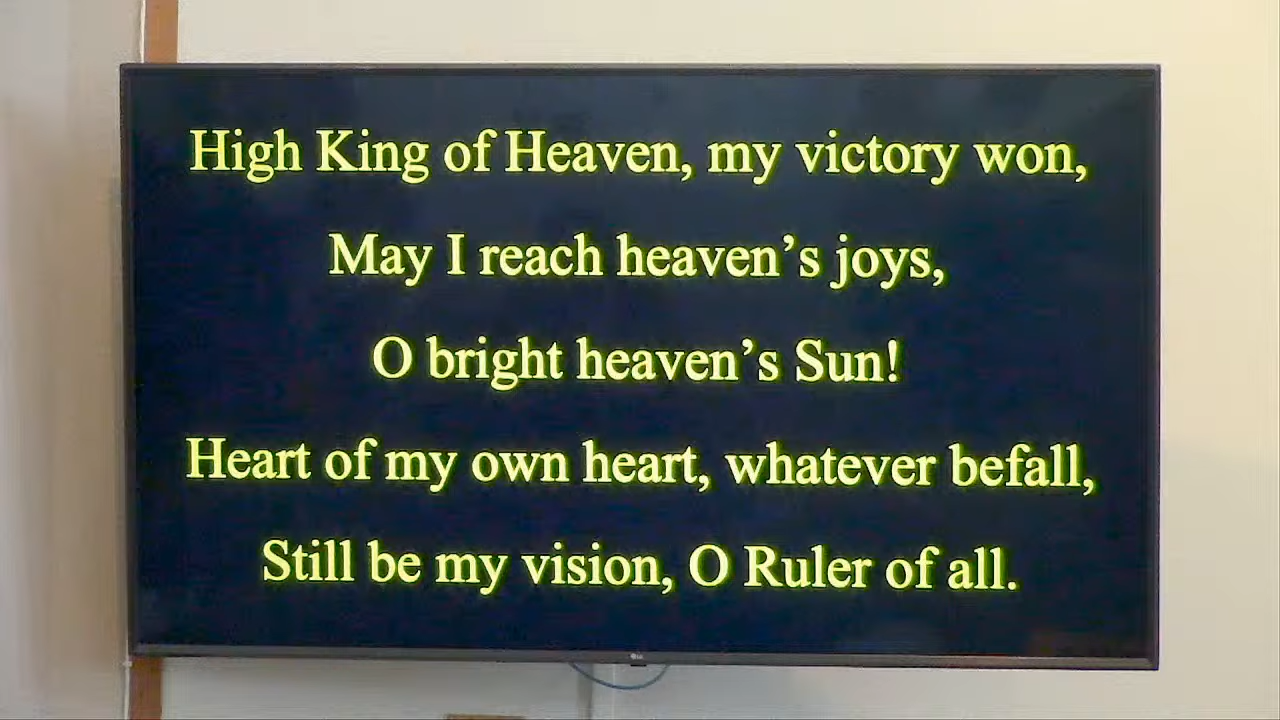 High King of Heaven, my victory won,
May I reach heaven’s joys,
O bright heaven’s Sun!
Heart of my own heart, whatever befall,
Still be my vision, O Ruler of all.
LG